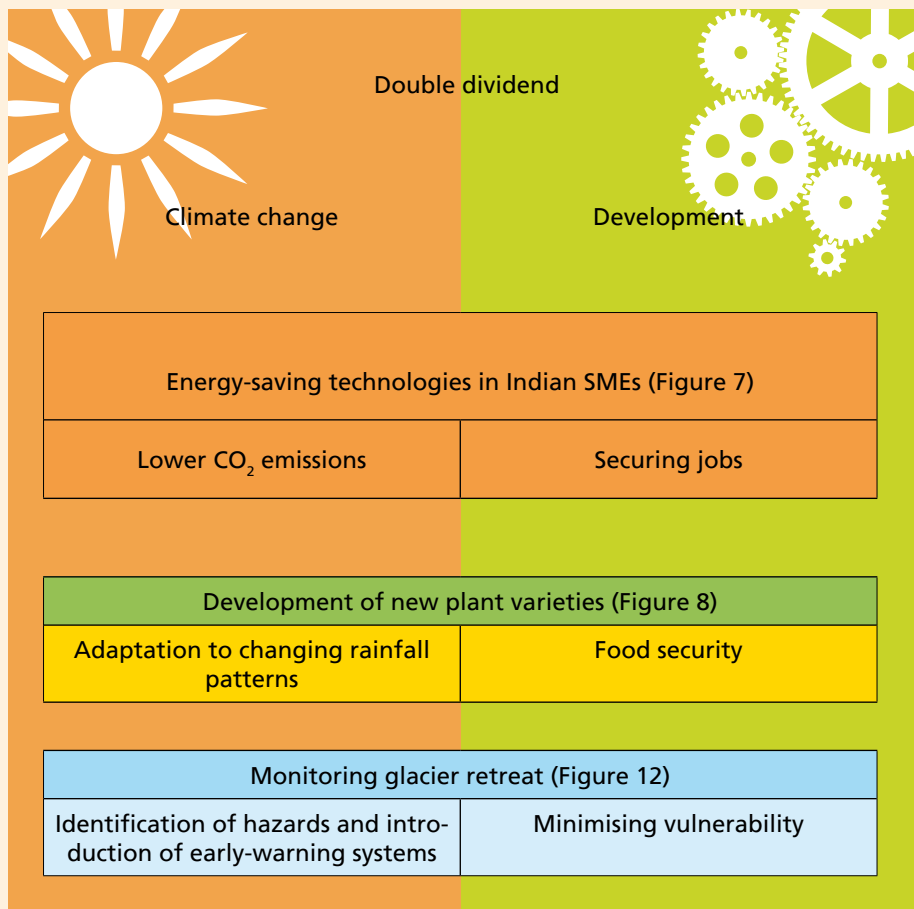 Double dividend
Climate change
Development
Energy-saving technologies in Indian SMEs (Figure 7)
Lower CO₂ emissions
Securing jobs
Development of new plant varieties (Figure 8)
Adaptation to changing rainfall
patterns
Food security
Monitoring glacier retreat (Figure 12)
Identification of hazards and intro-
duction of early-warning systems
Minimising vulnerability